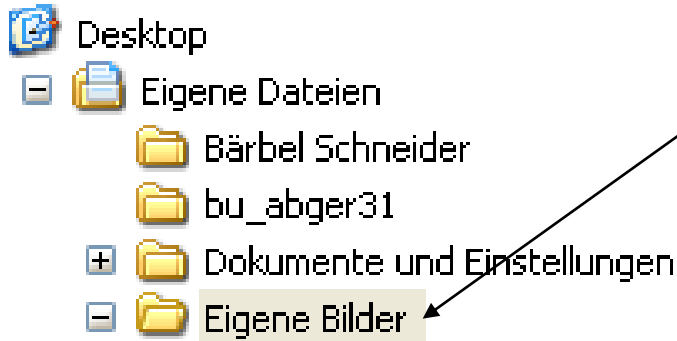 Desktop
Eigene Dateien
Bärbel Schneider
bu_abger31
Dokumente und Einstellungen
Eigene Bilder